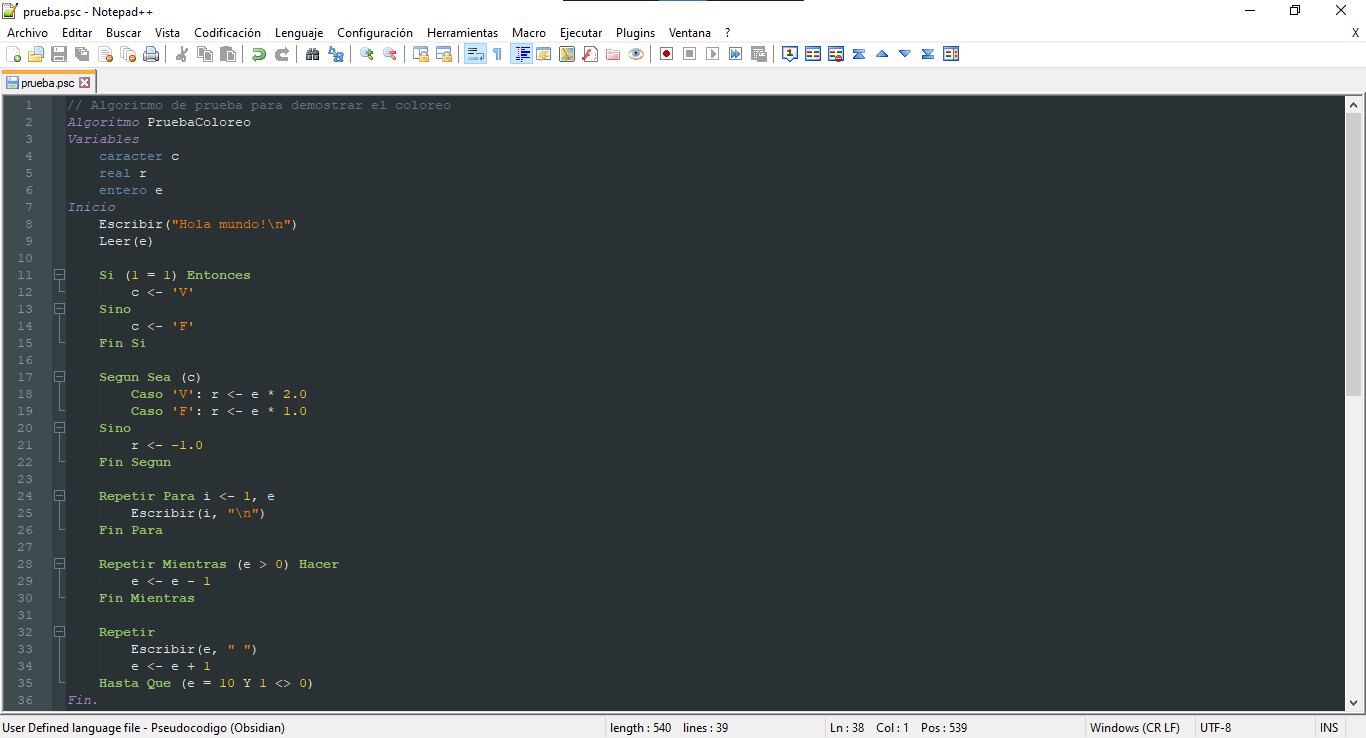 prueba.psc - Notepad++
Archivo Editar Buscar Vista Codificación Lenguaje Configuración Herramientas Macro Ejecutar Plugins Ventana ? X
prueba.psc
1 // Algoritmo de prueba para demostrar el coloreo
2 Algoritmo PruebaColoreo
3 Variables
4     caracter c
5     real r
6     entero e
7 Inicio
8     Escribir("Hola mundo!\n")
9     Leer(e)
10
11     Si (1 = 1) Entonces
12         c <- 'V'
13     Sino
14         c <- 'F'
15     Fin Si
16
17     Segun Sea (c)
18         Caso 'V': r <- e * 2.0
19         Caso 'F': r <- e * 1.0
20     Sino
21         r <- -1.0
22     Fin Segun
23
24     Repetir Para i <- 1, e
25         Escribir(i, "\n")
26     Fin Para
27
28     Repetir Mientras (e > 0) Hacer
29         e <- e - 1
30     Fin Mientras
31
32     Repetir
33         Escribir(e, " ")
34         e <- e + 1
35     Hasta Que (e = 10 Y 1 <> 0)
36 Fin.
User Defined language file - Pseudocodigo (Obsidian) length : 540 lines : 39 Ln : 38 Col : 1 Pos : 539 Windows (CR LF) UTF-8 INS